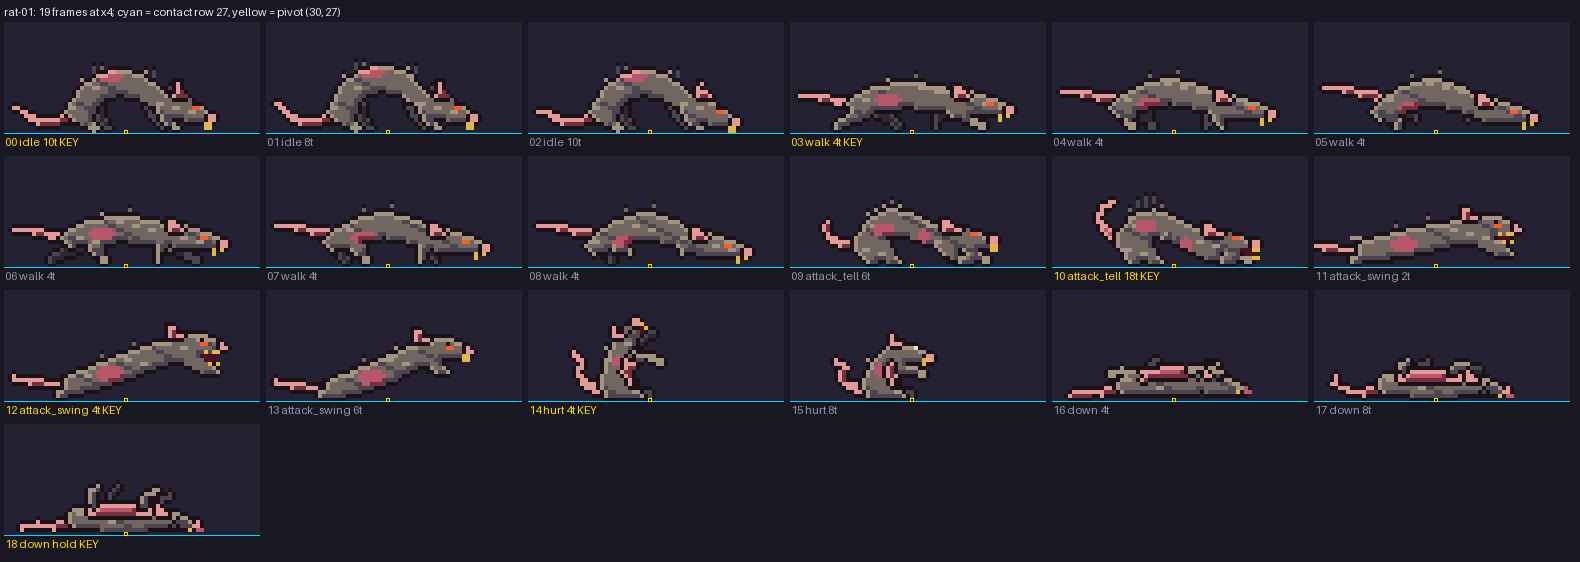 rat-01: 19 frames at x4; cyan = contact row 27, yellow = pivot (30, 27)
00 idle 10t KEY
01 idle 8t
02 idle 10t
03 walk 4t KEY
04 walk 4t
05 walk 4t
06 walk 4t
07 walk 4t
08 walk 4t
09 attack_tell 6t
10 attack_tell 18t KEY
11 attack_swing 2t
12 attack_swing 4t KEY
13 attack_swing 6t
14 hurt 4t KEY
15 hurt 8t
16 down 4t
17 down 8t
18 down hold KEY